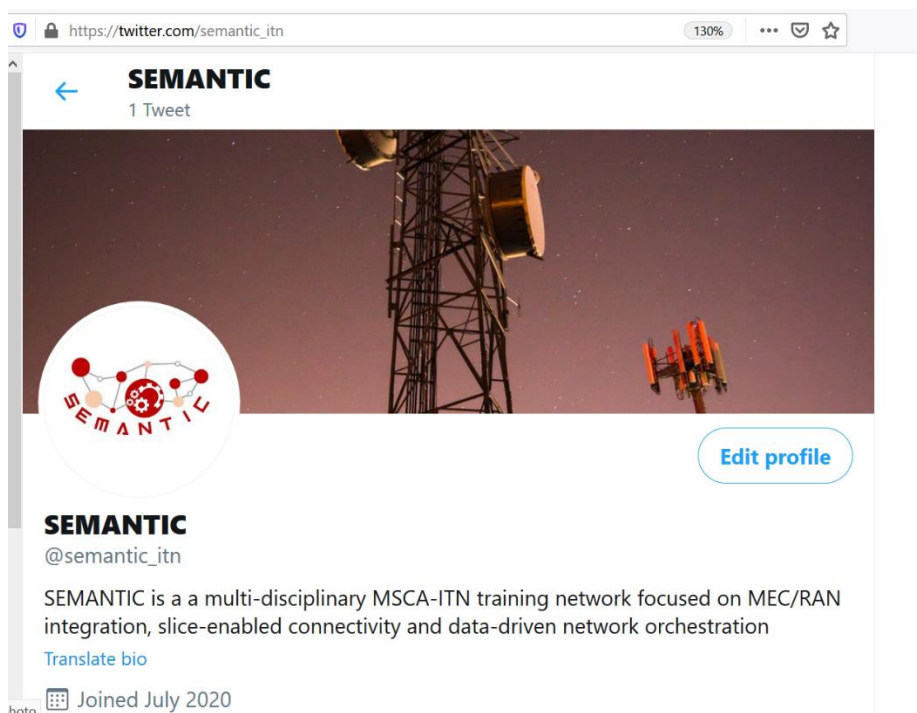 https://twitter.com/semantic_itn
130%
SEMANTIC
1 Tweet
SEMANTIC
Edit profile
SEMANTIC
@semantic_itn
SEMANTIC is a a multi-disciplinary MSCA-ITN training network focused on MEC/RAN
integration, slice-enabled connectivity and data-driven network orchestration
Translate bio
Joined July 2020